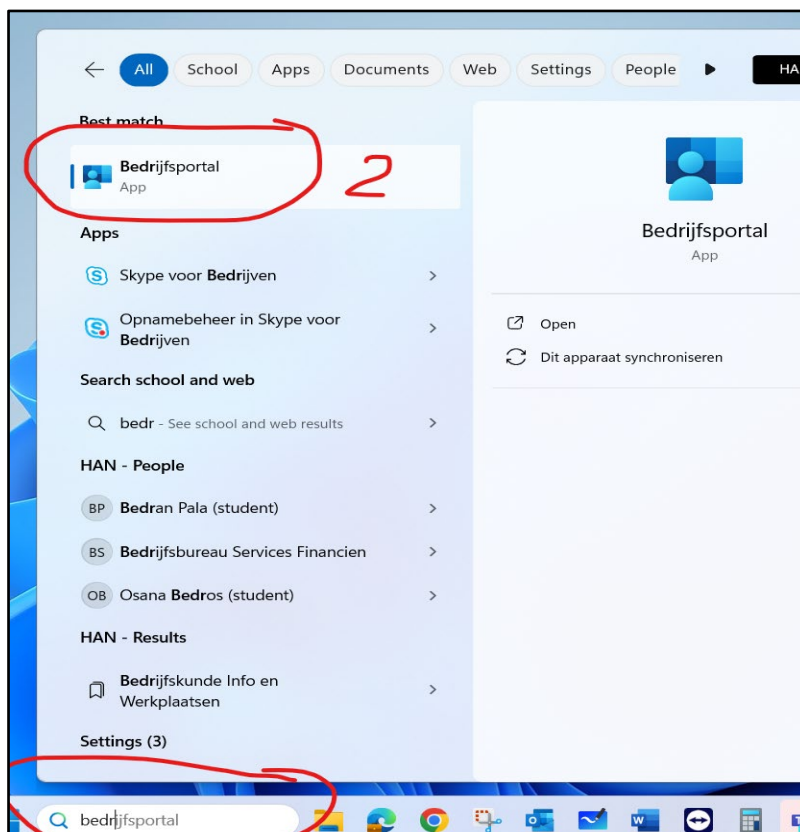 All School Apps Documents Web Settings People HA
Best match
Bedrijfsportal
App
2
Apps
Skype voor Bedrijven
Opnamebeheer in Skype voor
Bedrijven
Search school and web
bedr - See school and web results
HAN - People
BP Bedran Pala (student)
BS Bedrijfsbureau Services Financien
OB Osana Bedros (student)
HAN - Results
Bedrijfskunde Info en
Werkplaatsen
Settings (3)
Bedrijfsportal
App
Open
Dit apparaat synchroniseren
bedrijfsportal